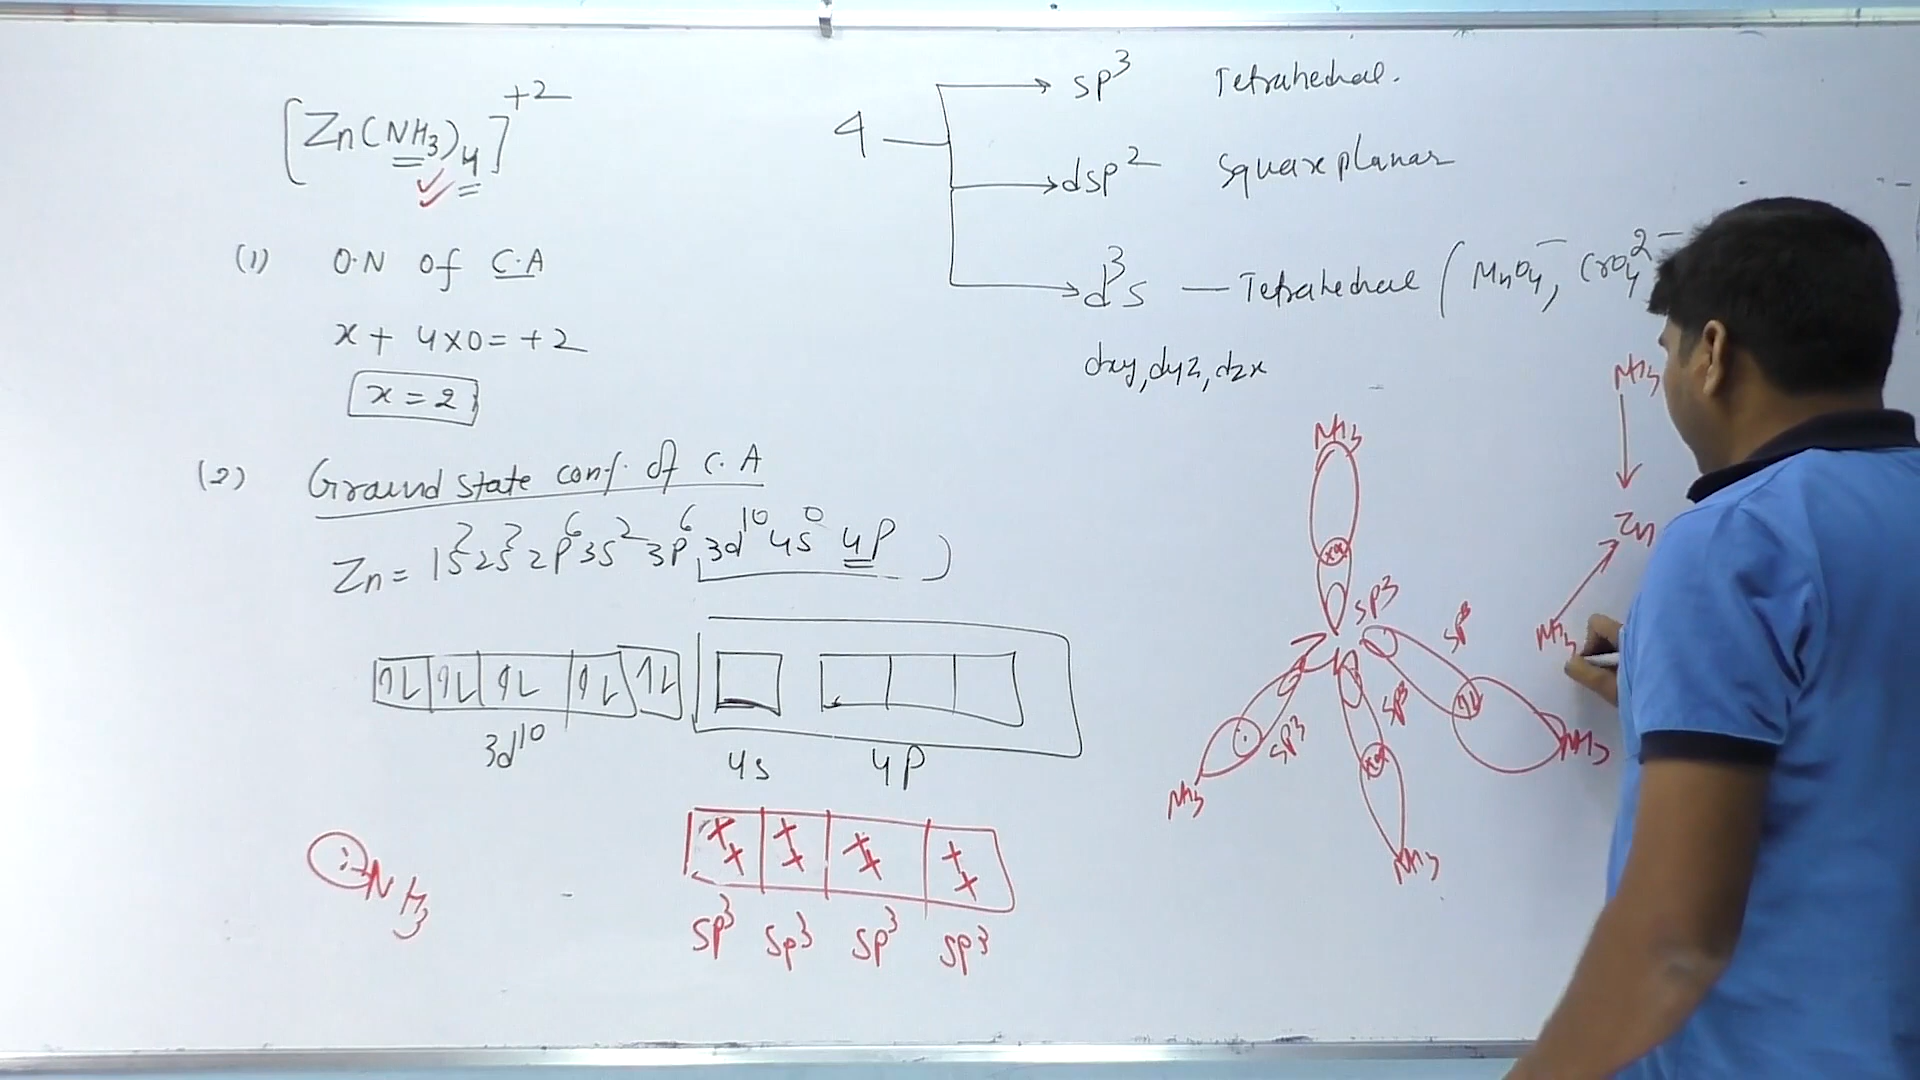 [Zn(NH₃)₄]⁺²
(1) O.N of C.A
x + 4×0 = +2
x = 2
(2) Ground state conf. of C.A
Zn = 1s² 2s² 2p⁶ 3s² 3p⁶ 3d¹⁰ 4s⁰ 4p
↑↓ ↑↓ ↑↓ ↑↓ ↑↓
3d¹⁰ 4s 4p
:NH₃
×× ×× ×× ××
sp³ sp³ sp³ sp³
4
sp³ Tetrahedral.
dsp² Squareplanar
d³s — Tetrahedral (MnO₄⁻, CrO₄²⁻
dxy, dyz, dzx
NH₃
××
sp³
sp³
sp³
sp³
↑↓
××
NH₃
NH₃
NH₃
NH₃
Zn
NH₃